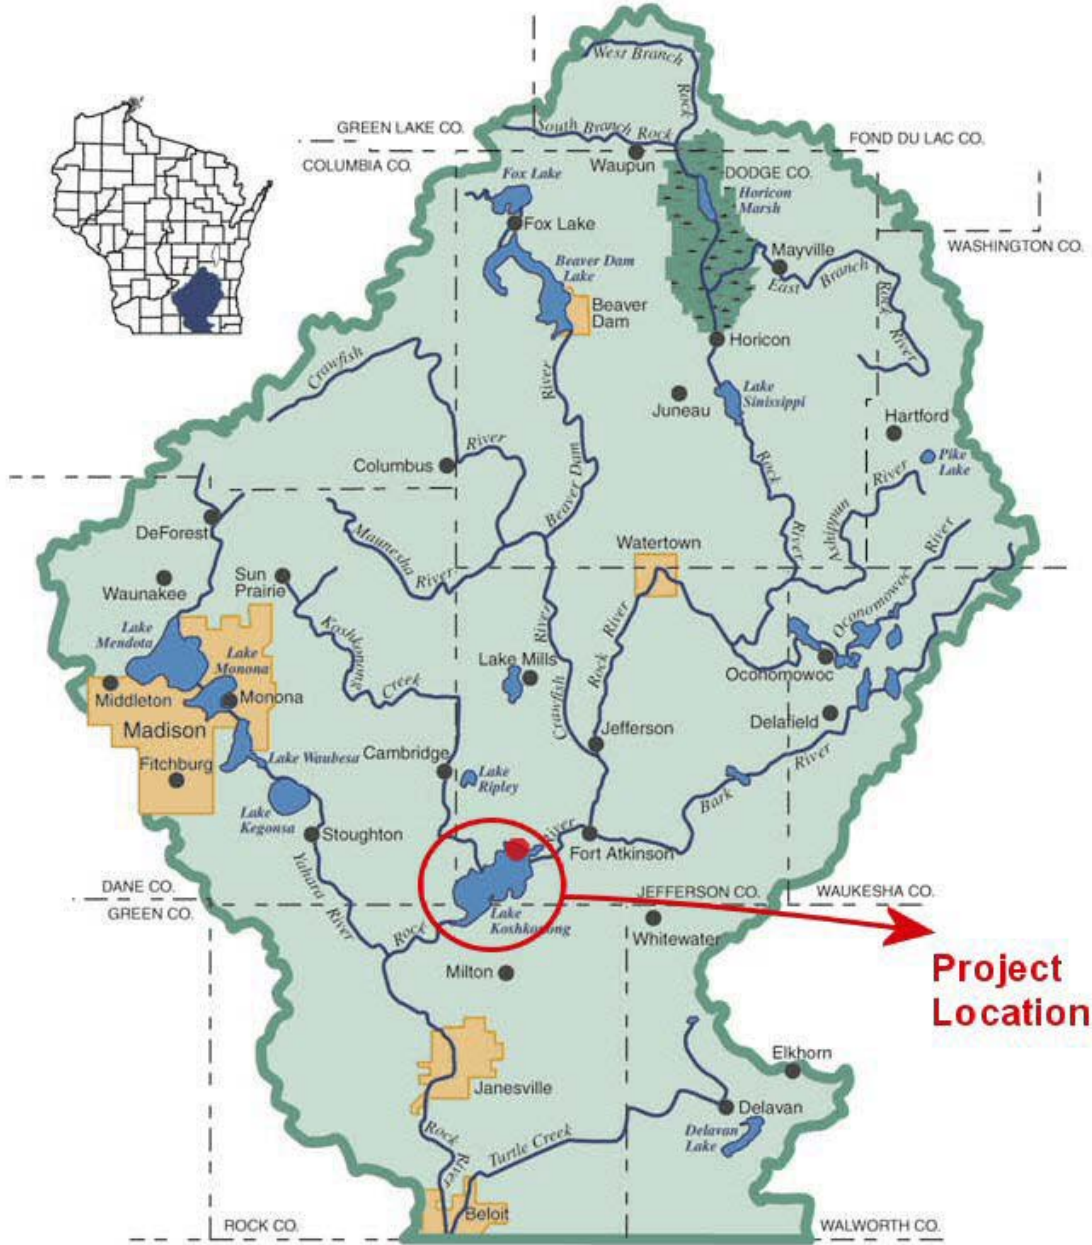 West Branch
Rock
South Branch Rock
GREEN LAKE CO.
FOND DU LAC CO.
COLUMBIA CO.
Waupun
DODGE CO.
Fox Lake
Horicon
Marsh
Fox Lake
WASHINGTON CO.
Mayville
East Branch
Rock
River
Beaver Dam
Lake
Beaver
Dam
Horicon
Crawfish
River
River
Lake
Sinissippi
Juneau
Hartford
Columbus
Beaver Dam
Rock
River
Pike
Lake
River
Ashippun
DeForest
Maunesha
River
Watertown
River
Waunakee
Sun
Prairie
Oconomowoc
Lake
Mendota
Lake
Monona
Koshkonong
Creek
River
Crawfish
Rock River
Lake Mills
Oconomowoc
Middleton
Monona
Madison
Delafield
Jefferson
Fitchburg
Lake Waubesa
Cambridge
Lake
Ripley
Bark
River
Lake
Kegonsa
Stoughton
River
Fort Atkinson
Yahara
River
DANE CO.
GREEN CO.
JEFFERSON CO.
WAUKESHA CO.
Rock
Lake
Koshkonong
Whitewater
Milton
Project
Location
Janesville
Elkhorn
Delavan
Rock
River
Turtle Creek
Delavan
Lake
Beloit
ROCK CO.
WALWORTH CO.